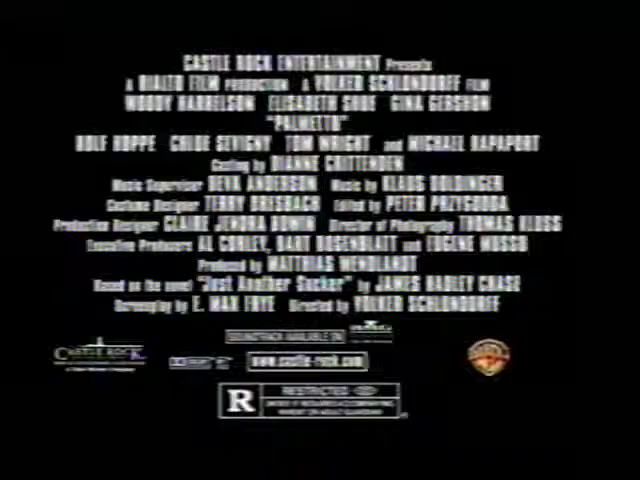 CASTLE ROCK ENTERTAINMENT Presents
A RIALTO FILM PRODUCTION A VOLKER SCHLONDORFF FILM
WOODY HARRELSON ELISABETH SHUE GINA GERSHON
"PALMETTO"
ROLF HOPPE CHLOE SEVIGNY TOM WRIGHT and MICHAEL RAPAPORT
Casting by DIANNE CRITTENDEN
Music Supervisor DEVA ANDERSON Music by KLAUS DOLDINGER
Costume Designer TERRY DRESBACH Edited by PETER PRZYGODDA
Production Designer CLAIRE JENORA BOWIN Director of Photography THOMAS KLOSS
Executive Producers AL CORLEY, BART ROSENBLATT and EUGENE MUSSO
Produced by MATTHIAS WENDLANDT
Based on the novel "Just Another Sucker" by JAMES HADLEY CHASE
Screenplay by E. MAX FRYE Directed by VOLKER SCHLONDORFF
SOUNDTRACK AVAILABLE ON
CASTLE ROCK
www.castle-rock.com
R RESTRICTED